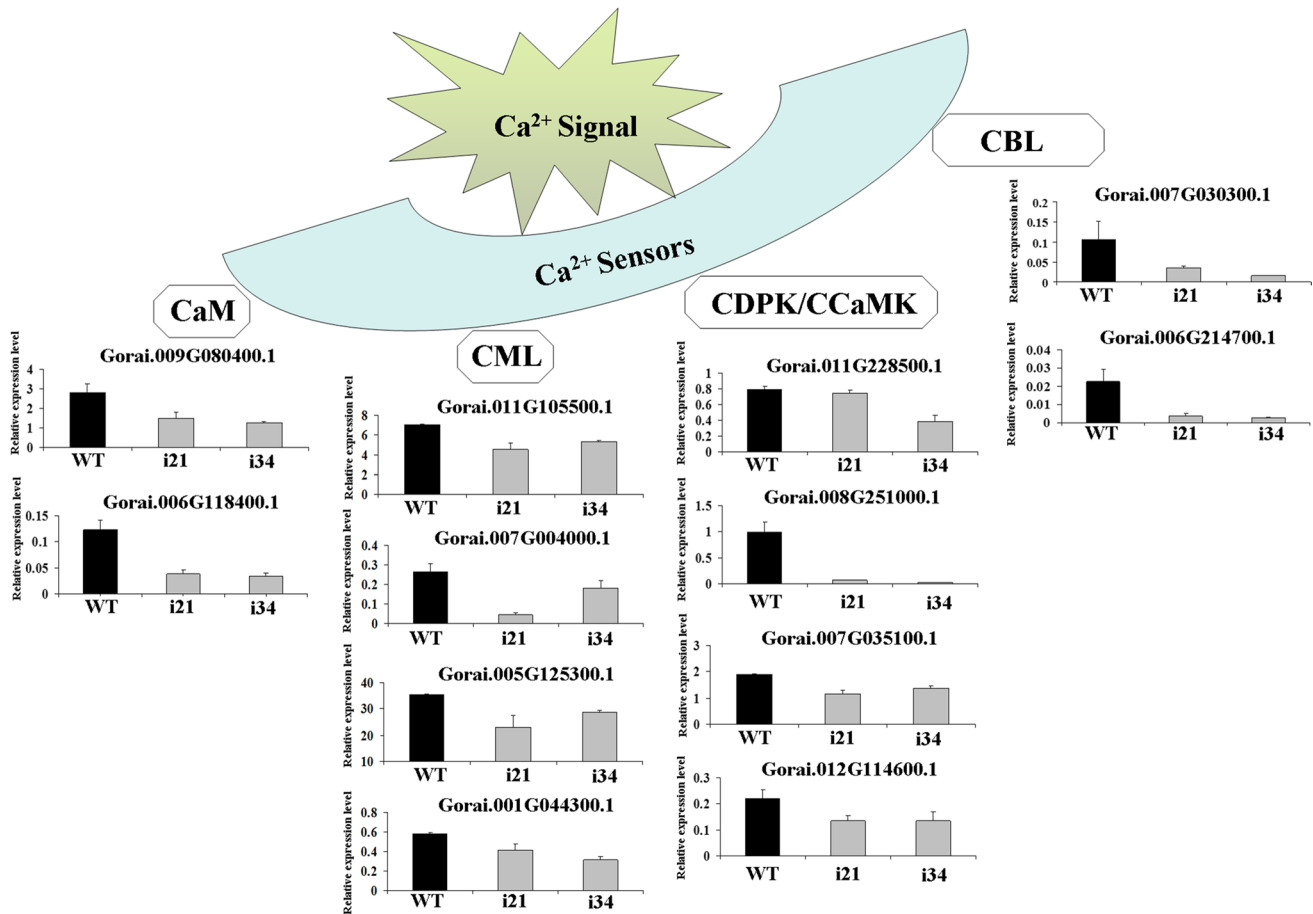 Ca²⁺ Signal
Ca²⁺ Sensors
CaM
Gorai.009G080400.1
Relative expression level
4
3
2
1
0
WT i21 i34
Gorai.006G118400.1
Relative expression level
0.15
0.1
0.05
0
WT i21 i34
CML
Gorai.011G105500.1
Relative expression level
8
6
4
2
0
WT i21 i34
Gorai.007G004000.1
Relative expression level
0.4
0.3
0.2
0.1
0
WT i21 i34
Gorai.005G125300.1
Relative expression level
40
30
20
10
WT i21 i34
Gorai.001G044300.1
Relative expression level
0.8
0.6
0.4
0.2
0
WT i21 i34
CDPK/CCaMK
Gorai.011G228500.1
Relative expression level
1
0.8
0.6
0.4
0.2
0
WT i21 i34
Gorai.008G251000.1
Relative expression level
1.5
1
0.5
0
WT i21 i34
Gorai.007G035100.1
Relative expression level
3
2
1
0
WT i21 i34
Gorai.012G114600.1
Relative expression level
0.3
0.2
0.1
0
WT i21 i34
CBL
Gorai.007G030300.1
Relative expression level
0.2
0.15
0.1
0.05
0
WT i21 i34
Gorai.006G214700.1
Relative expression level
0.04
0.03
0.02
0.01
0
WT i21 i34